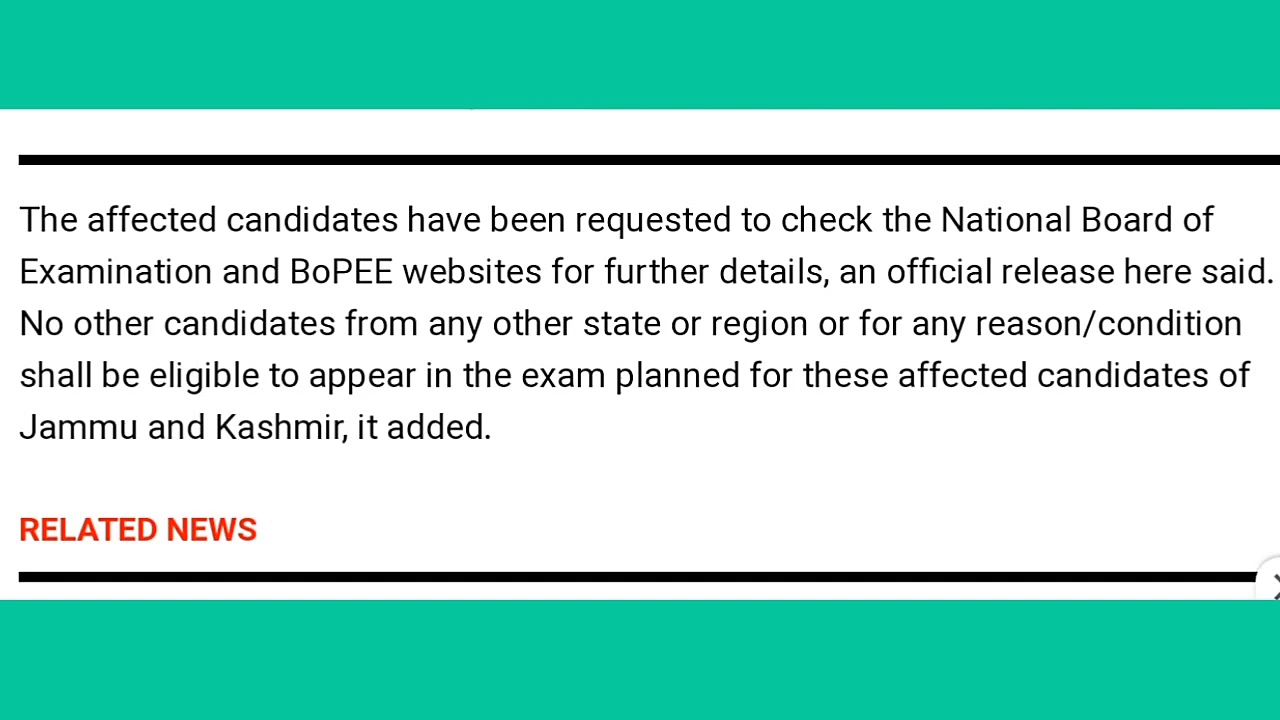 The affected candidates have been requested to check the National Board of
Examination and BoPEE websites for further details, an official release here said.
No other candidates from any other state or region or for any reason/condition
shall be eligible to appear in the exam planned for these affected candidates of
Jammu and Kashmir, it added.
RELATED NEWS